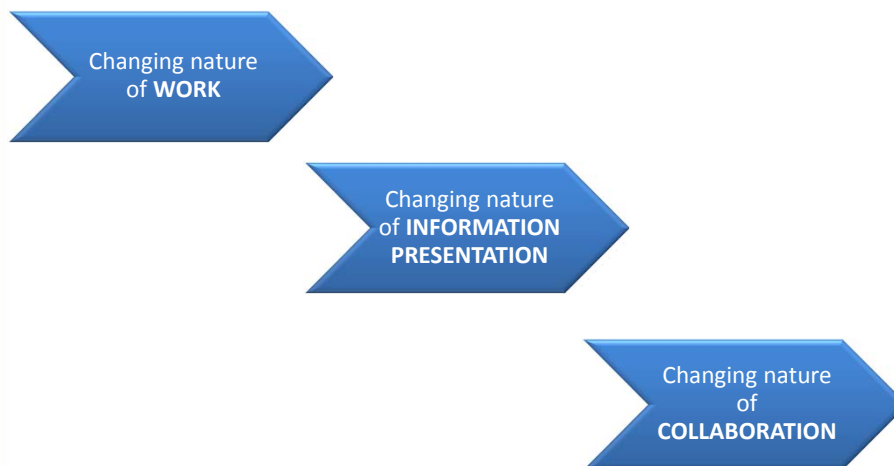 Changing nature
of WORK
Changing nature
of INFORMATION
PRESENTATION
Changing nature
of
COLLABORATION